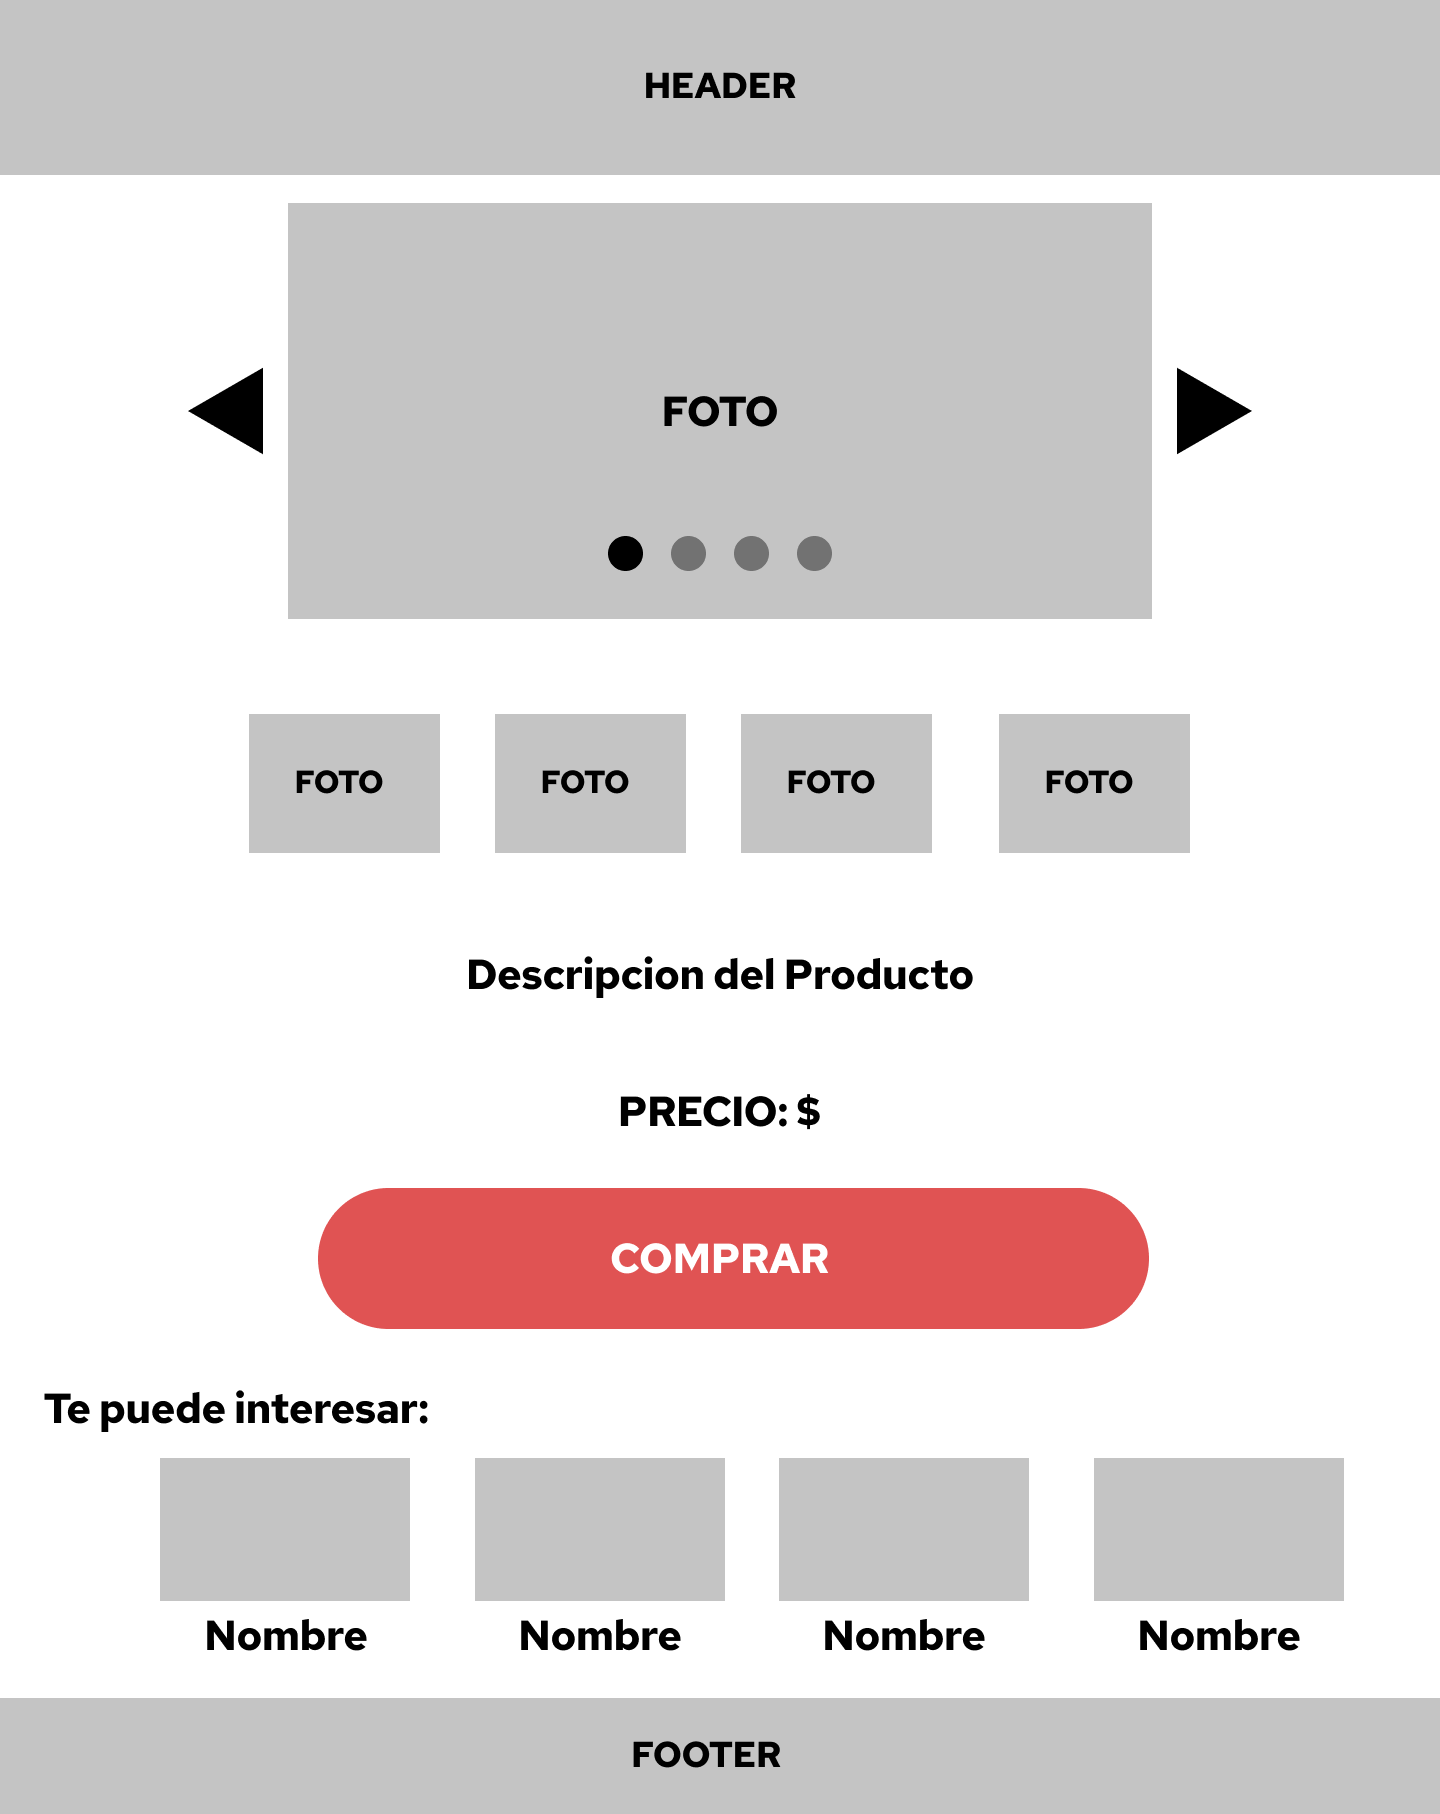 HEADER
FOTO
FOTO
FOTO
FOTO
FOTO
Descripcion del Producto
PRECIO: $
COMPRAR
Te puede interesar:
Nombre
Nombre
Nombre
Nombre
FOOTER